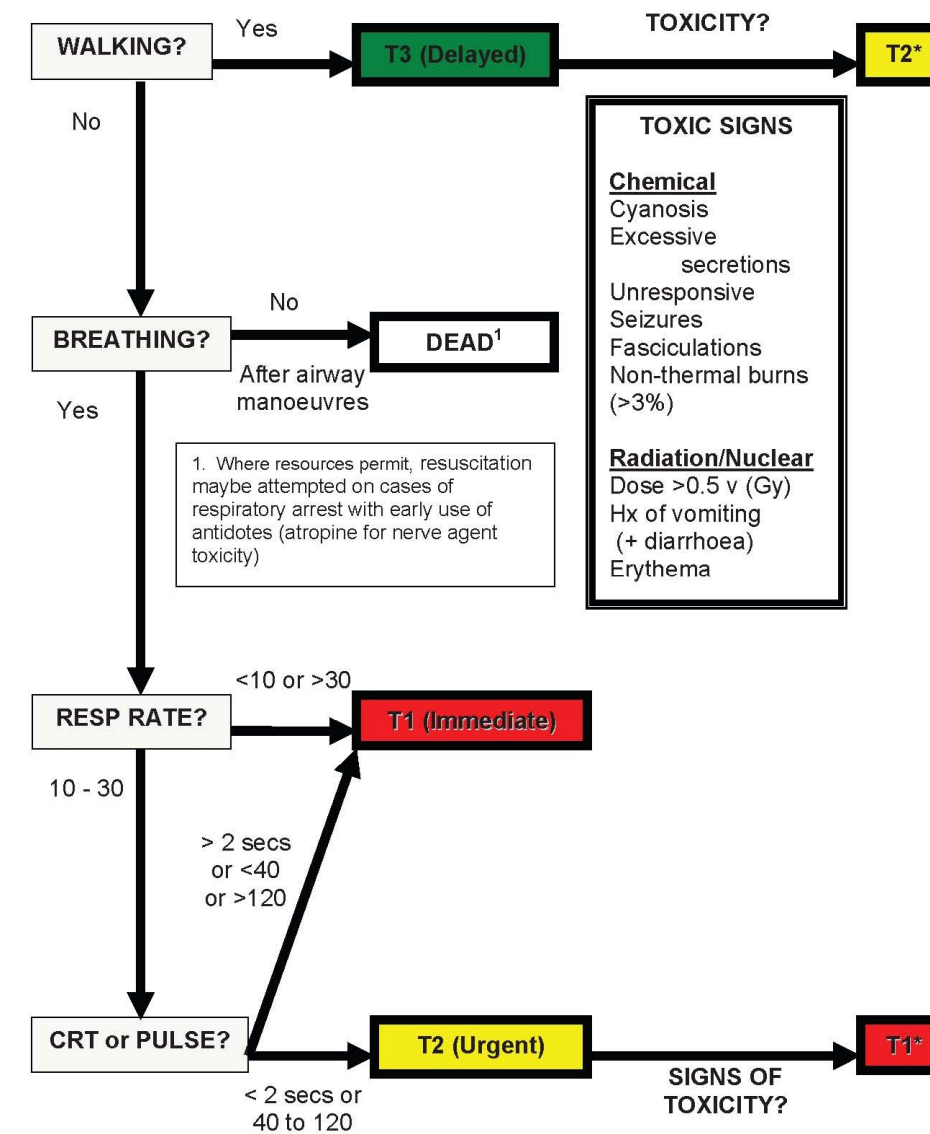 WALKING?
Yes
T3 (Delayed)
TOXICITY?
T2*
No
TOXIC SIGNS
Chemical
Cyanosis
Excessive
secretions
Unresponsive
Seizures
Fasciculations
Non-thermal burns
(>3%)
Radiation/Nuclear
Dose >0.5 v (Gy)
Hx of vomiting
(+ diarrhoea)
Erythema
BREATHING?
No
After airway
manoeuvres
DEAD1
Yes
1. Where resources permit, resuscitation
maybe attempted on cases of
respiratory arrest with early use of
antidotes (atropine for nerve agent
toxicity)
RESP RATE?
<10 or >30
T1 (Immediate)
10 - 30
> 2 secs
or <40
or >120
CRT or PULSE?
< 2 secs or
40 to 120
T2 (Urgent)
SIGNS OF
TOXICITY?
T1*